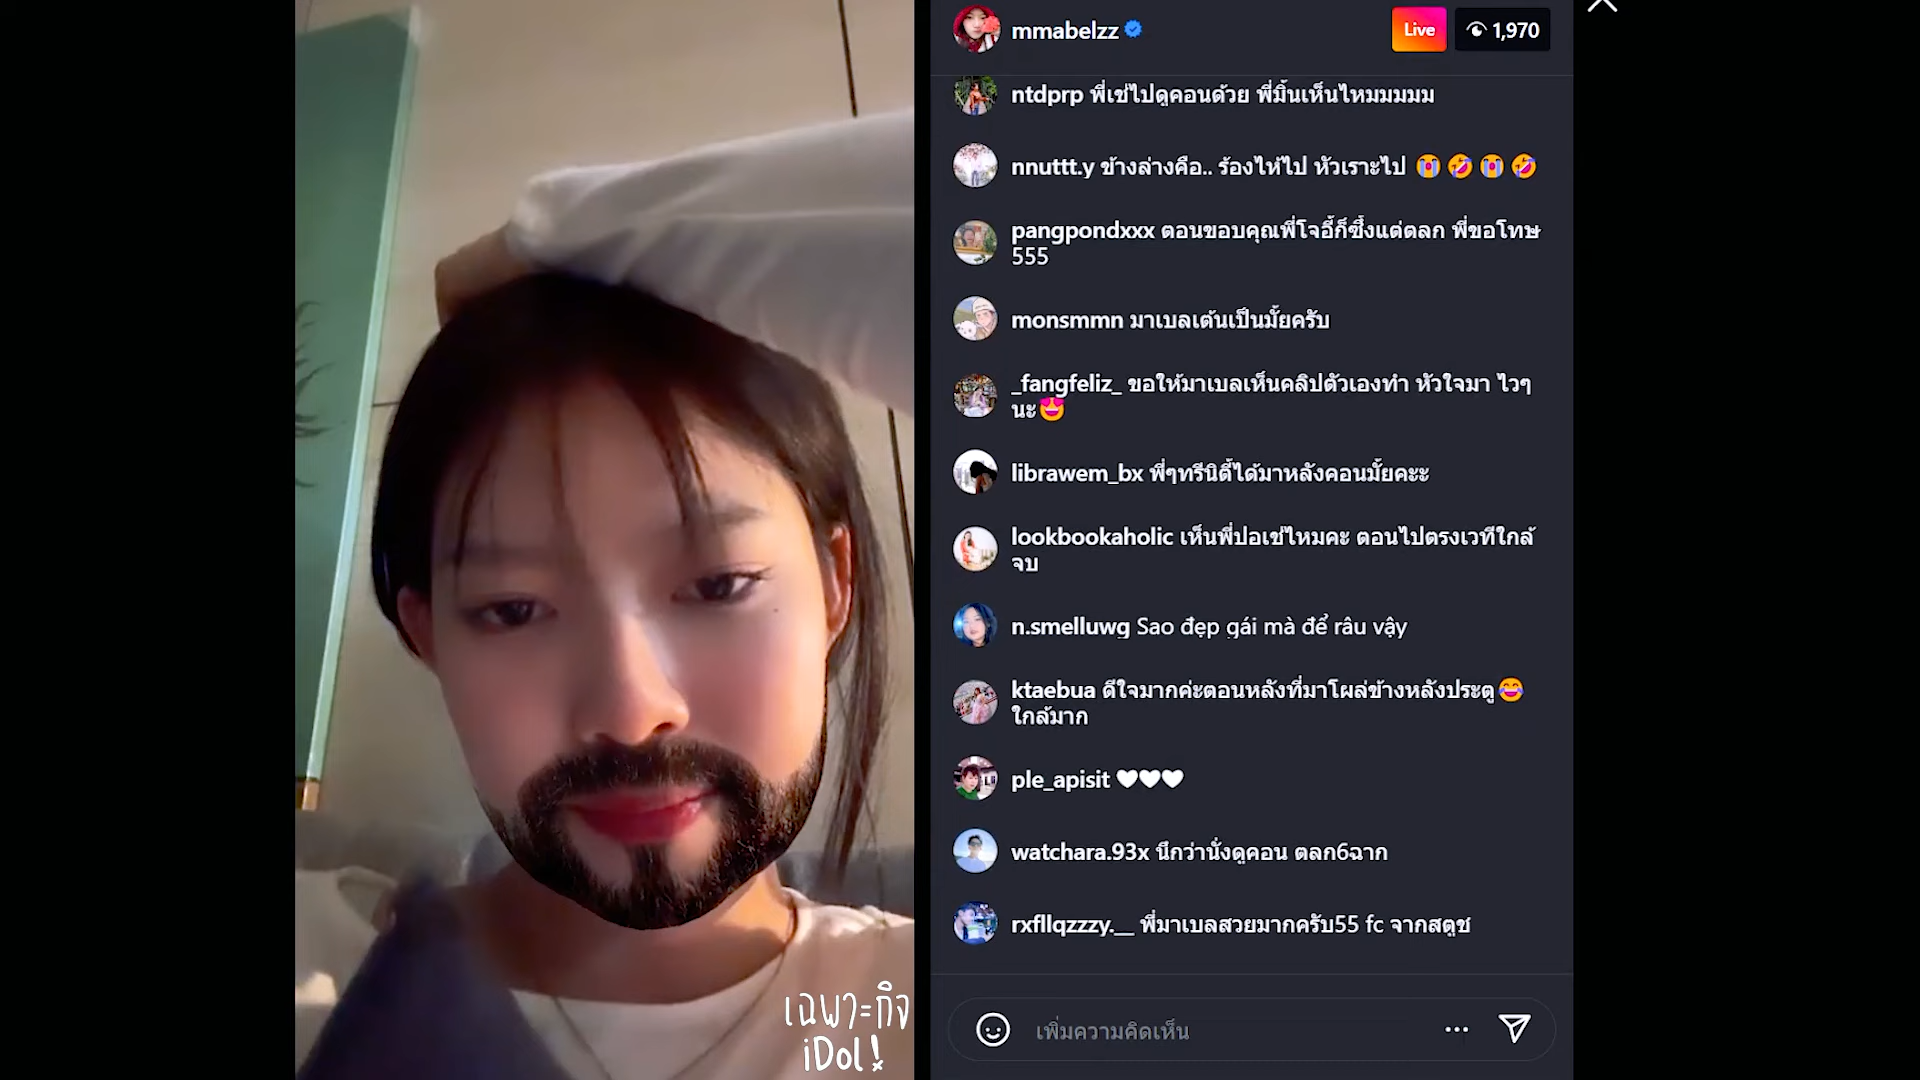 mmabelzz
Live
1,970
ntdprp พี่เช่ไปดูคอนด้วย พี่มิ้นเห็นไหมมมมม
nnuttt.y ข้างล่างคือ.. ร้องไห้ไป หัวเราะไป 😭🤣😭🤣
pangpondxxx ตอนขอบคุณพี่โจอี้ก็ซึ้งแต่ตลก พี่ขอโทษ
555
monsmmn มาเบลเต้นเป็นมั้ยครับ
_fangfeliz_ ขอให้มาเบลเห็นคลิปตัวเองทำ หัวใจมา ไวๆ
นะ😍
librawem_bx พี่ๆทรีนิตี้ได้มาหลังคอนมั้ยคะะ
lookbookaholic เห็นพี่ปอเช่ไหมคะ ตอนไปตรงเวทีใกล้
จบ
n.smelluwg Sao đẹp gái mà để râu vậy
ktaebua ดีใจมากค่ะตอนหลังที่มาโผล่ข้างหลังประตู😂
ใกล้มาก
ple_apisit 🤍🤍🤍
watchara.93x นึกว่านั่งดูคอน ตลก6ฉาก
rxfllqzzzy.__ พี่มาเบลสวยมากครับ55 fc จากสตูช
เพิ่มความคิดเห็น
เฉพาะกิจ
iDol!